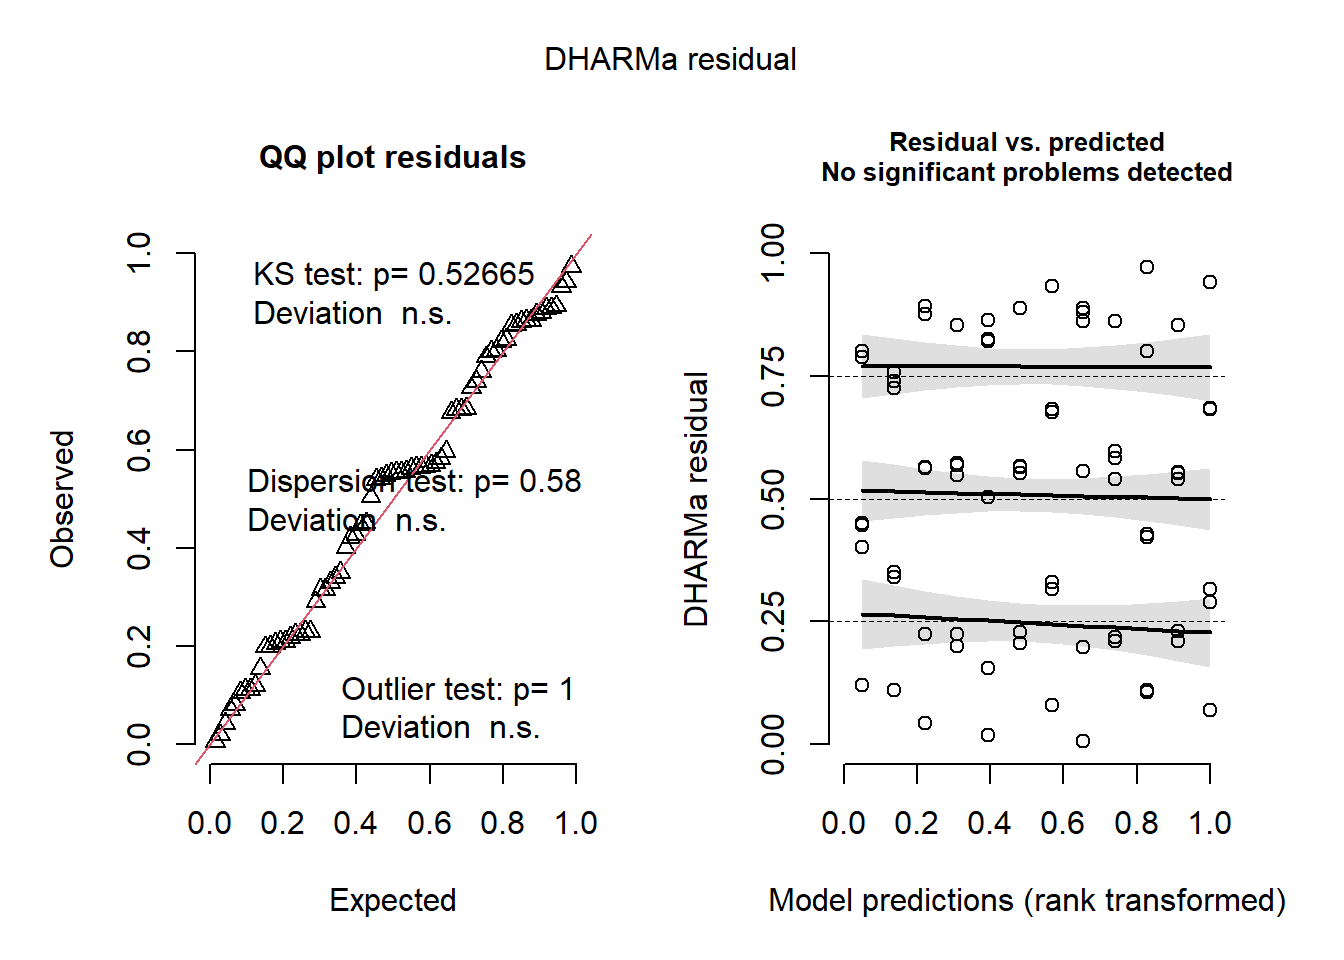 DHARMa residual
QQ plot residuals
KS test: p= 0.52665
Deviation  n.s.
Dispersion test: p= 0.58
Deviation  n.s.
Outlier test: p= 1
Deviation  n.s.
Observed
0.0 0.2 0.4 0.6 0.8 1.0
0.0 0.2 0.4 0.6 0.8 1.0
Expected
Residual vs. predicted
No significant problems detected
DHARMa residual
0.00 0.25 0.50 0.75 1.00
0.0 0.2 0.4 0.6 0.8 1.0
Model predictions (rank transformed)